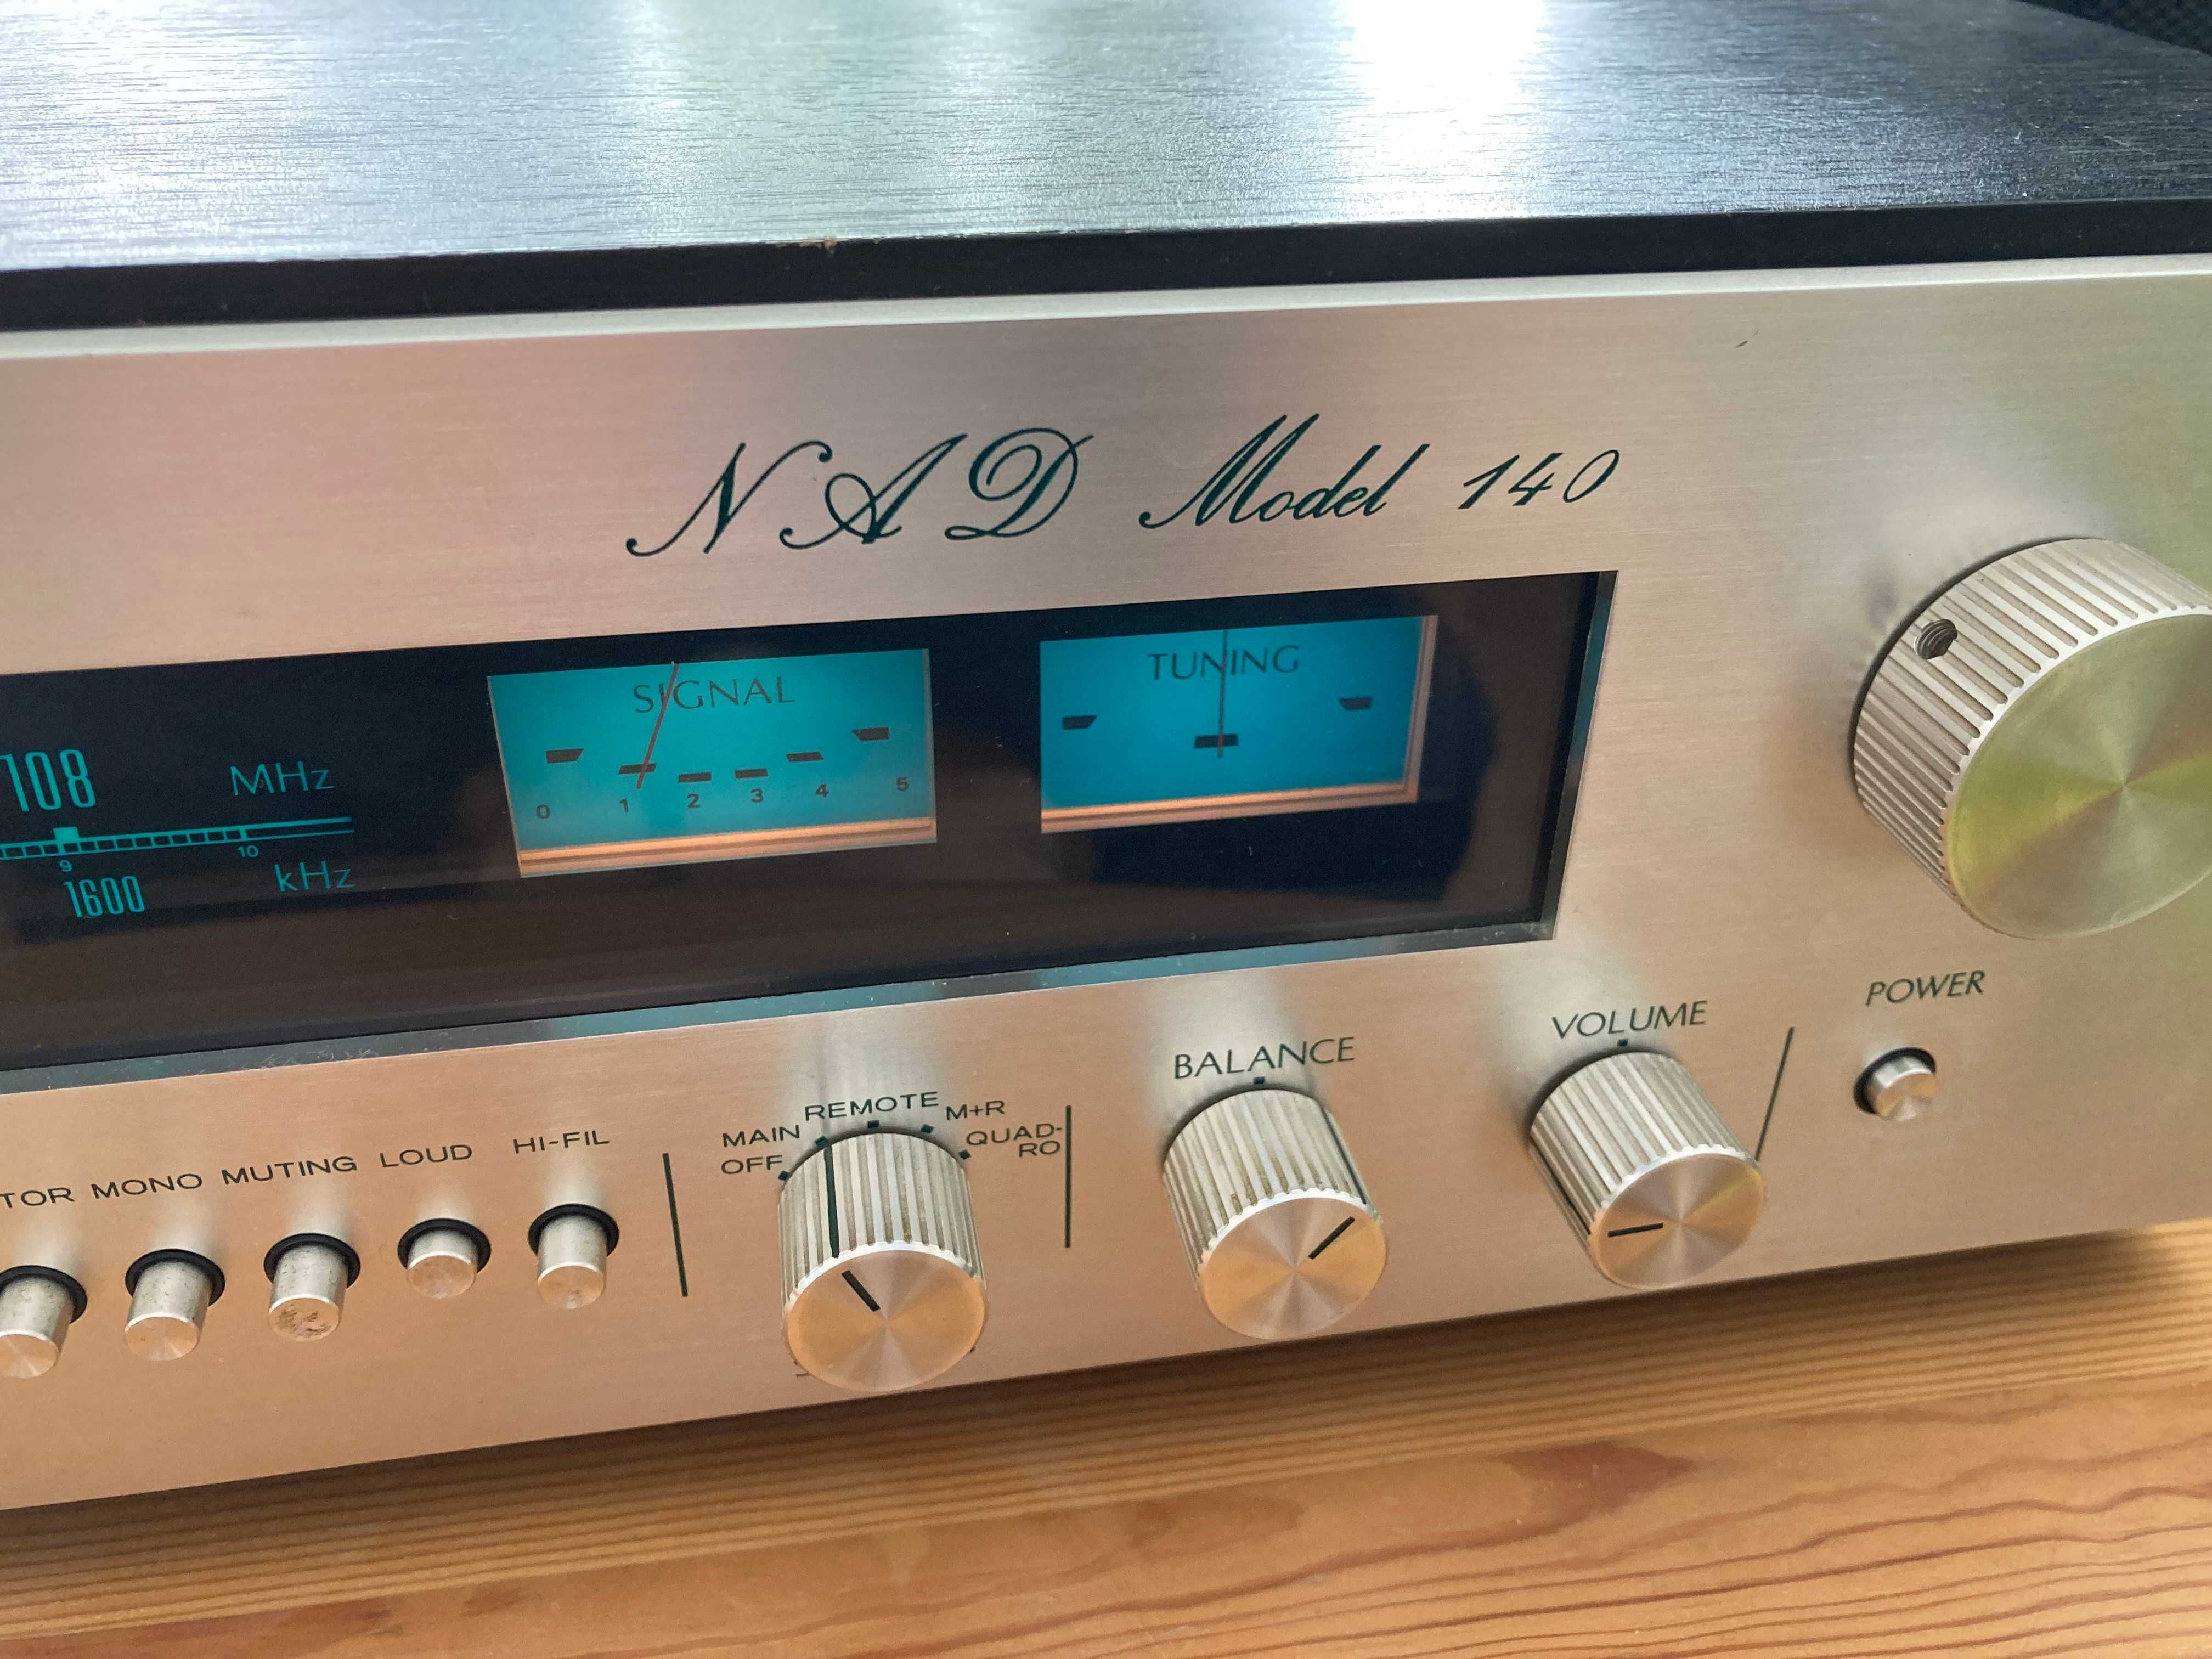 NAD Model 140
SIGNAL
0 1 2 3 4 5
TUNING
108 MHz
9 10
1600 kHz
POWER
VOLUME
BALANCE
REMOTE
MAIN M+R
OFF QUAD-
RO
TOR MONO MUTING LOUD HI-FIL